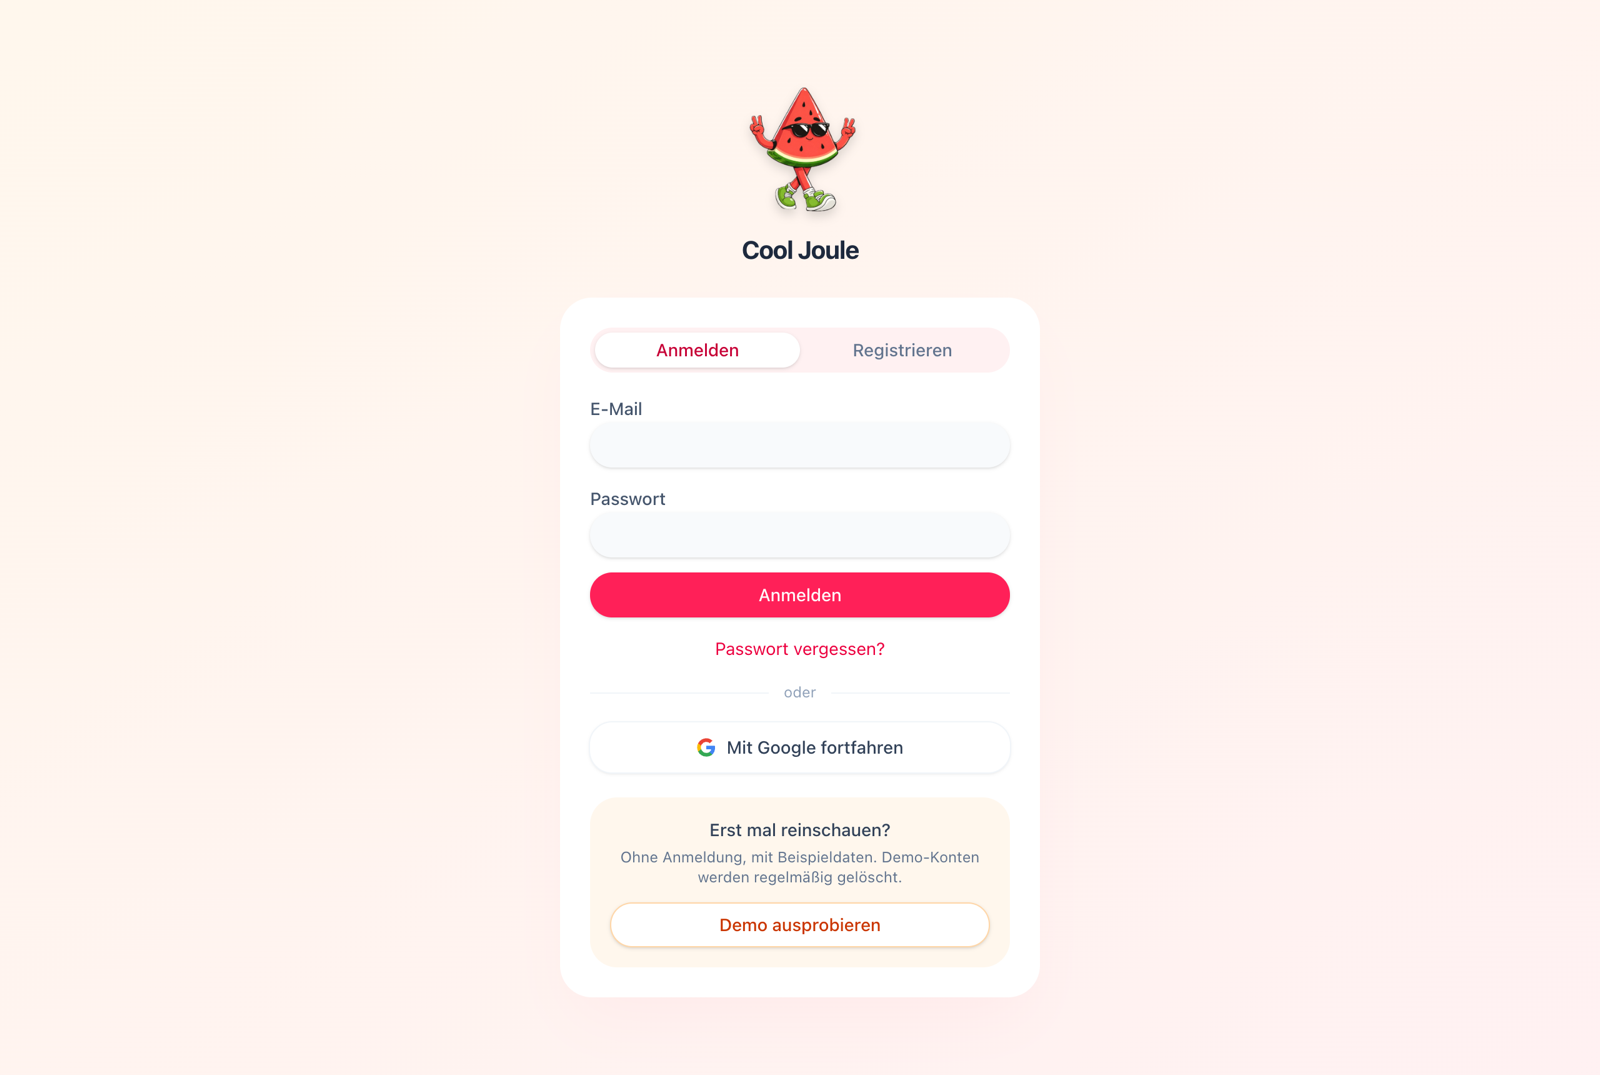 Cool Joule
Anmelden
Registrieren
E-Mail
Passwort
Anmelden
Passwort vergessen?
oder
Mit Google fortfahren
Erst mal reinschauen?
Ohne Anmeldung, mit Beispieldaten. Demo-Konten
werden regelmäßig gelöscht.
Demo ausprobieren